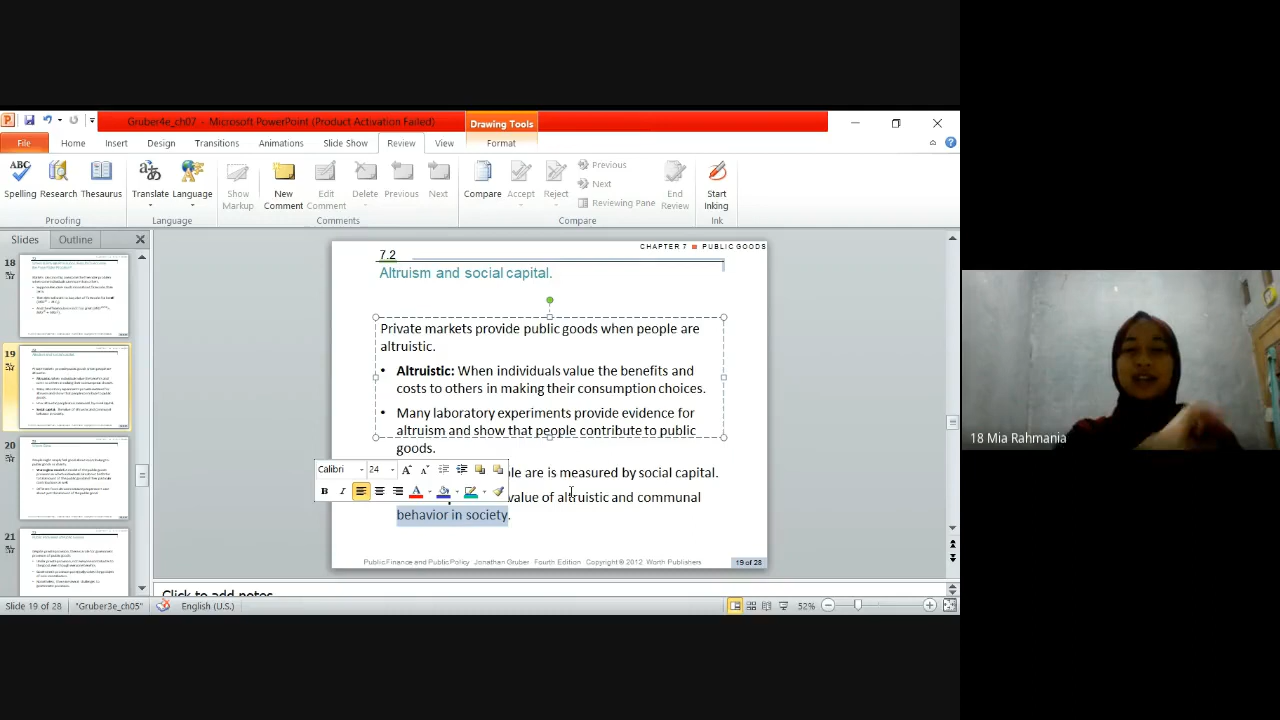 Gruber4e_ch07 - Microsoft PowerPoint (Product Activation Failed)
Drawing Tools
File Home Insert Design Transitions Animations Slide Show Review View Format
ABC
Spelling Research Thesaurus
Translate Language
Show Markup
New Comment
Edit Comment
Delete Previous Next
Compare Accept Reject
Previous
Next
Reviewing Pane
End Review
Start Inking
Proofing Language Comments Compare Ink
Slides Outline
18
19
20
21
CHAPTER 7 ■ PUBLIC GOODS
7.2
Altruism and social capital.
Private markets provide public goods when people are
altruistic.
• Altruistic: When individuals value the benefits and
costs to others in making their consumption choices.
• Many laboratory experiments provide evidence for
altruism and show that people contribute to public
goods.
are is measured by social capital.
value of altruistic and communal
behavior in society.
Calibri 24
B I
Public Finance and Public Policy Jonathan Gruber Fourth Edition Copyright © 2012 Worth Publishers
19 of 28
Click to add notes
Slide 19 of 28 "Gruber3e_ch05" English (U.S.) 52%
18 Mia Rahmania